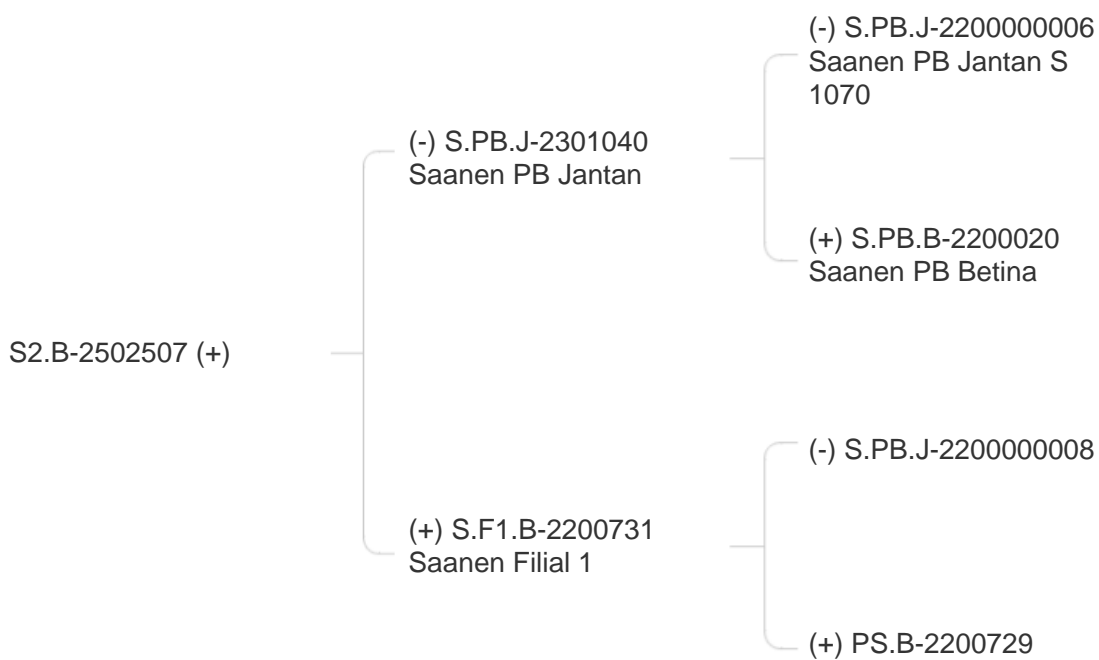 (-) S.PB.J-2200000006
Saanen PB Jantan S
1070
(-) S.PB.J-2301040
Saanen PB Jantan
(+) S.PB.B-2200020
Saanen PB Betina
S2.B-2502507 (+)
(-) S.PB.J-2200000008
(+) S.F1.B-2200731
Saanen Filial 1
(+) PS.B-2200729